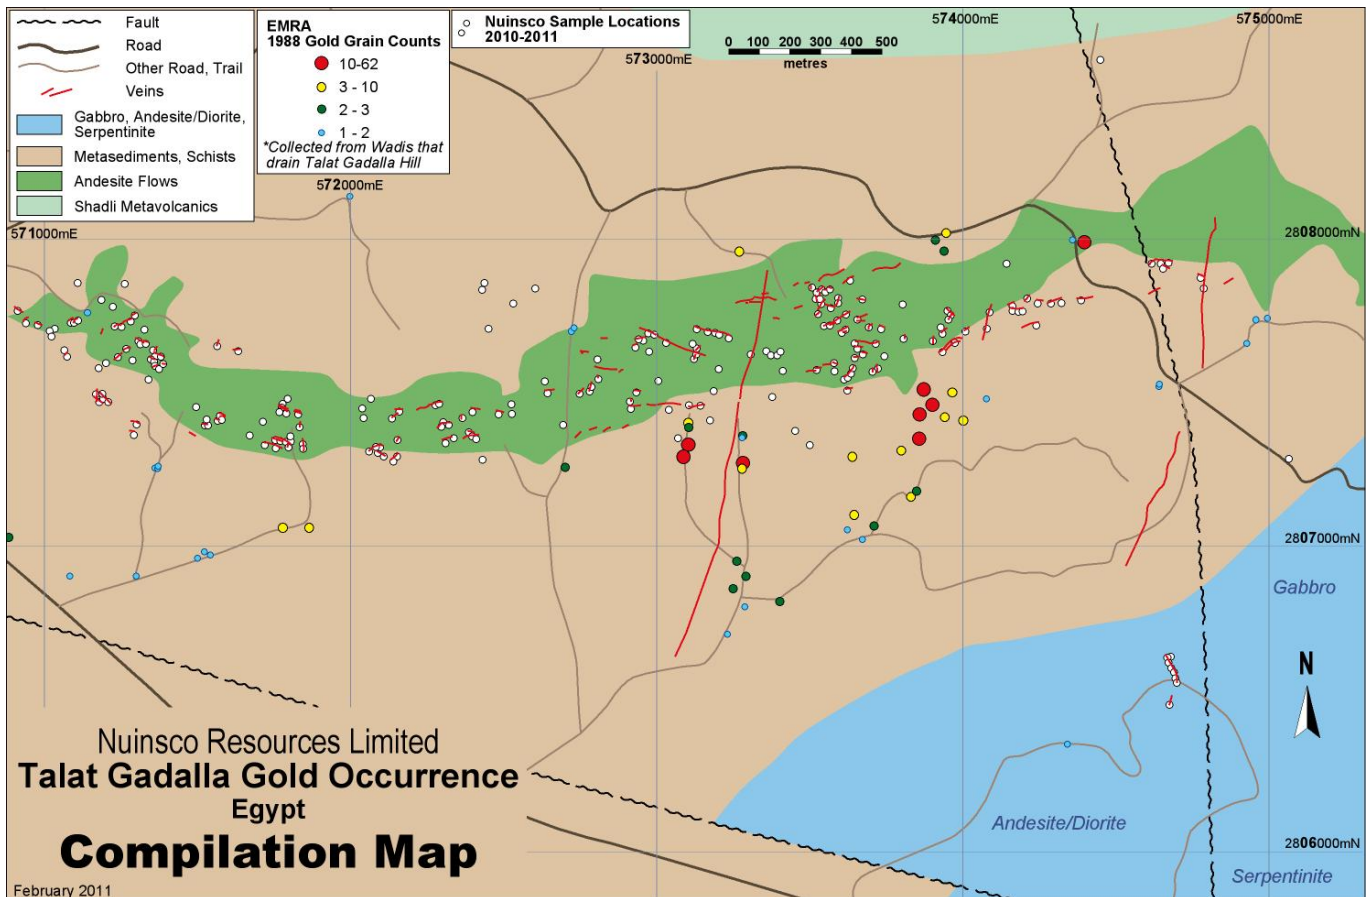 Fault
Road
Other Road, Trail
Veins
Gabbro, Andesite/Diorite,
Serpentinite
Metasediments, Schists
Andesite Flows
Shadli Metavolcanics
EMRA
1988 Gold Grain Counts
10-62
3 - 10
2 - 3
1 - 2
*Collected from Wadis that
drain Talat Gadalla Hill
Nuinsco Sample Locations
2010-2011
0 100 200 300 400 500
metres
571000mE
572000mE
573000mE
574000mE
575000mE
2808000mN
2807000mN
2806000mN
Gabbro
N
Andesite/Diorite
Serpentinite
Nuinsco Resources Limited
Talat Gadalla Gold Occurrence
Egypt
Compilation Map
February 2011